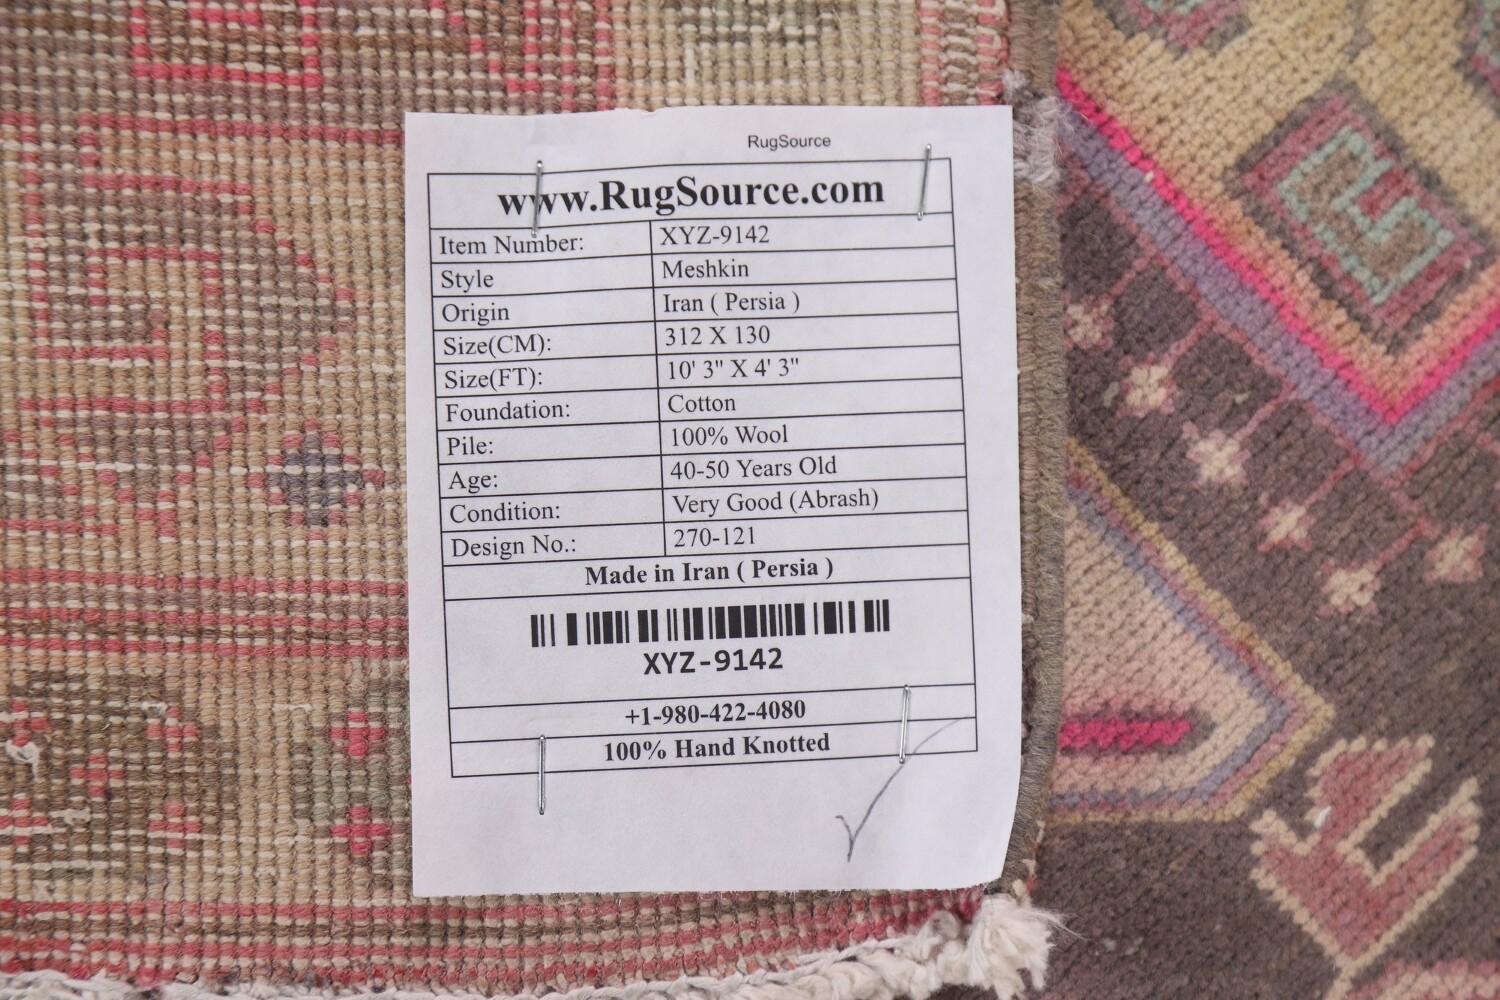 RugSource
www.RugSource.com
Item Number: XYZ-9142
Style Meshkin
Origin Iran ( Persia )
Size(CM): 312 X 130
Size(FT): 10' 3" X 4' 3"
Foundation: Cotton
Pile: 100% Wool
Age: 40-50 Years Old
Condition: Very Good (Abrash)
Design No.: 270-121
Made in Iran ( Persia )
XYZ-9142
+1-980-422-4080
100% Hand Knotted